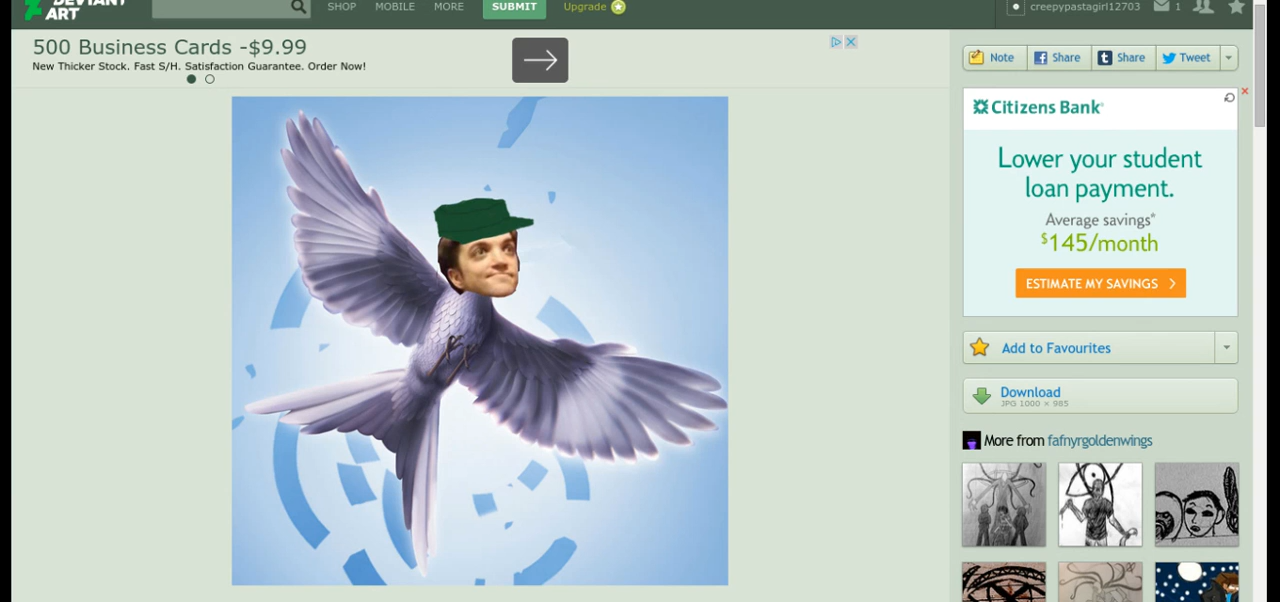 DEVIANT
ART
SHOP MOBILE MORE SUBMIT Upgrade creepypastagirl12703 1
500 Business Cards -$9.99
New Thicker Stock. Fast S/H. Satisfaction Guarantee. Order Now!
Note Share Share Tweet
Citizens Bank®
Lower your student
loan payment.
Average savings*
$145/month
ESTIMATE MY SAVINGS
Add to Favourites
Download
JPG 1000 × 985
More from fafnyrgoldenwings